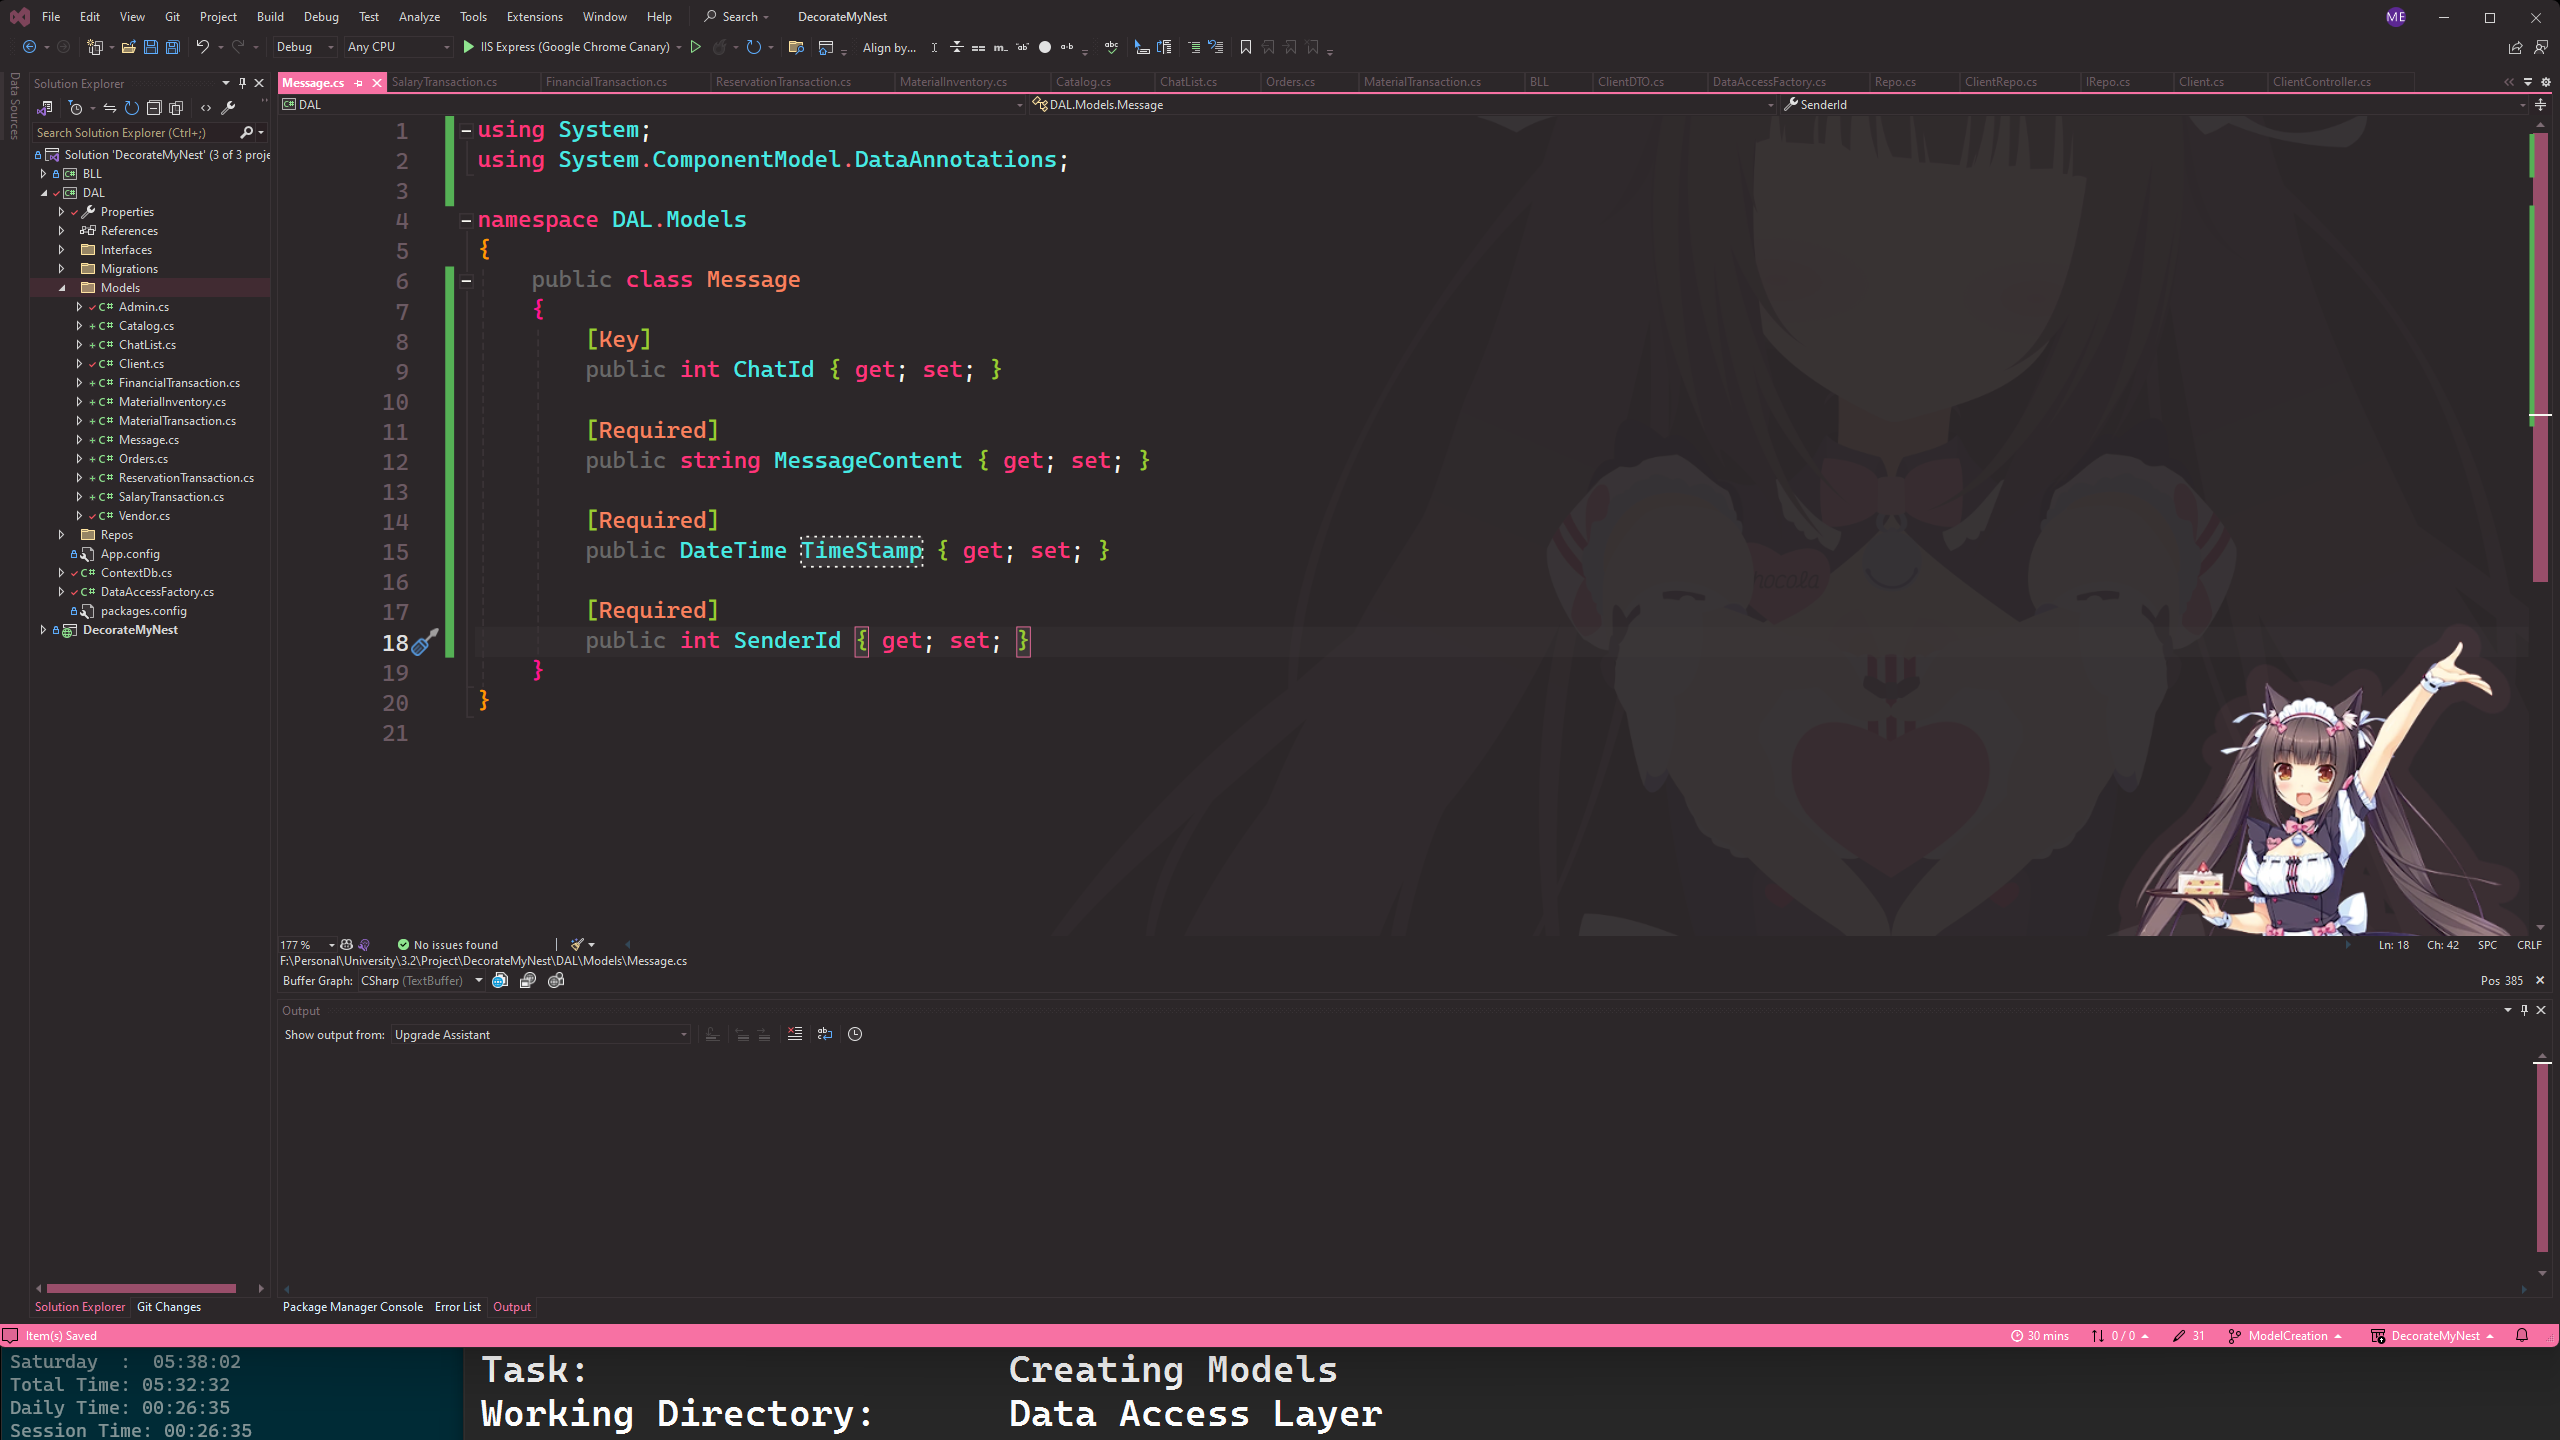 File Edit View Git Project Build Debug Test Analyze Tools Extensions Window Help Search DecorateMyNest ME
Debug Any CPU IIS Express (Google Chrome Canary) Align by...
Data Sources
Solution Explorer
Search Solution Explorer (Ctrl+;)
Solution 'DecorateMyNest' (3 of 3 proje
BLL
DAL
Properties
References
Interfaces
Migrations
Models
C# Admin.cs
C# Catalog.cs
C# ChatList.cs
C# Client.cs
C# FinancialTransaction.cs
C# MaterialInventory.cs
C# MaterialTransaction.cs
C# Message.cs
C# Orders.cs
C# ReservationTransaction.cs
C# SalaryTransaction.cs
C# Vendor.cs
Repos
App.config
C# ContextDb.cs
C# DataAccessFactory.cs
packages.config
DecorateMyNest
Solution Explorer Git Changes
Message.cs SalaryTransaction.cs FinancialTransaction.cs ReservationTransaction.cs MaterialInventory.cs Catalog.cs ChatList.cs Orders.cs MaterialTransaction.cs BLL ClientDTO.cs DataAccessFactory.cs Repo.cs ClientRepo.cs IRepo.cs Client.cs ClientController.cs
DAL DAL.Models.Message SenderId
1 using System;
2 using System.ComponentModel.DataAnnotations;
3
4 namespace DAL.Models
5 {
6 public class Message
7 {
8 [Key]
9 public int ChatId { get; set; }
10
11 [Required]
12 public string MessageContent { get; set; }
13
14 [Required]
15 public DateTime TimeStamp { get; set; }
16
17 [Required]
18 public int SenderId { get; set; }
19 }
20 }
21
177 % No issues found Ln: 18 Ch: 42 SPC CRLF
F:\Personal\University\3.2\Project\DecorateMyNest\DAL\Models\Message.cs
Buffer Graph: CSharp (TextBuffer) Pos 385
Output
Show output from: Upgrade Assistant
Package Manager Console Error List Output
Item(s) Saved 30 mins 0 / 0 31 ModelCreation DecorateMyNest
Saturday : 05:38:02
Total Time: 05:32:32
Daily Time: 00:26:35
Session Time: 00:26:35
Task: Creating Models
Working Directory: Data Access Layer